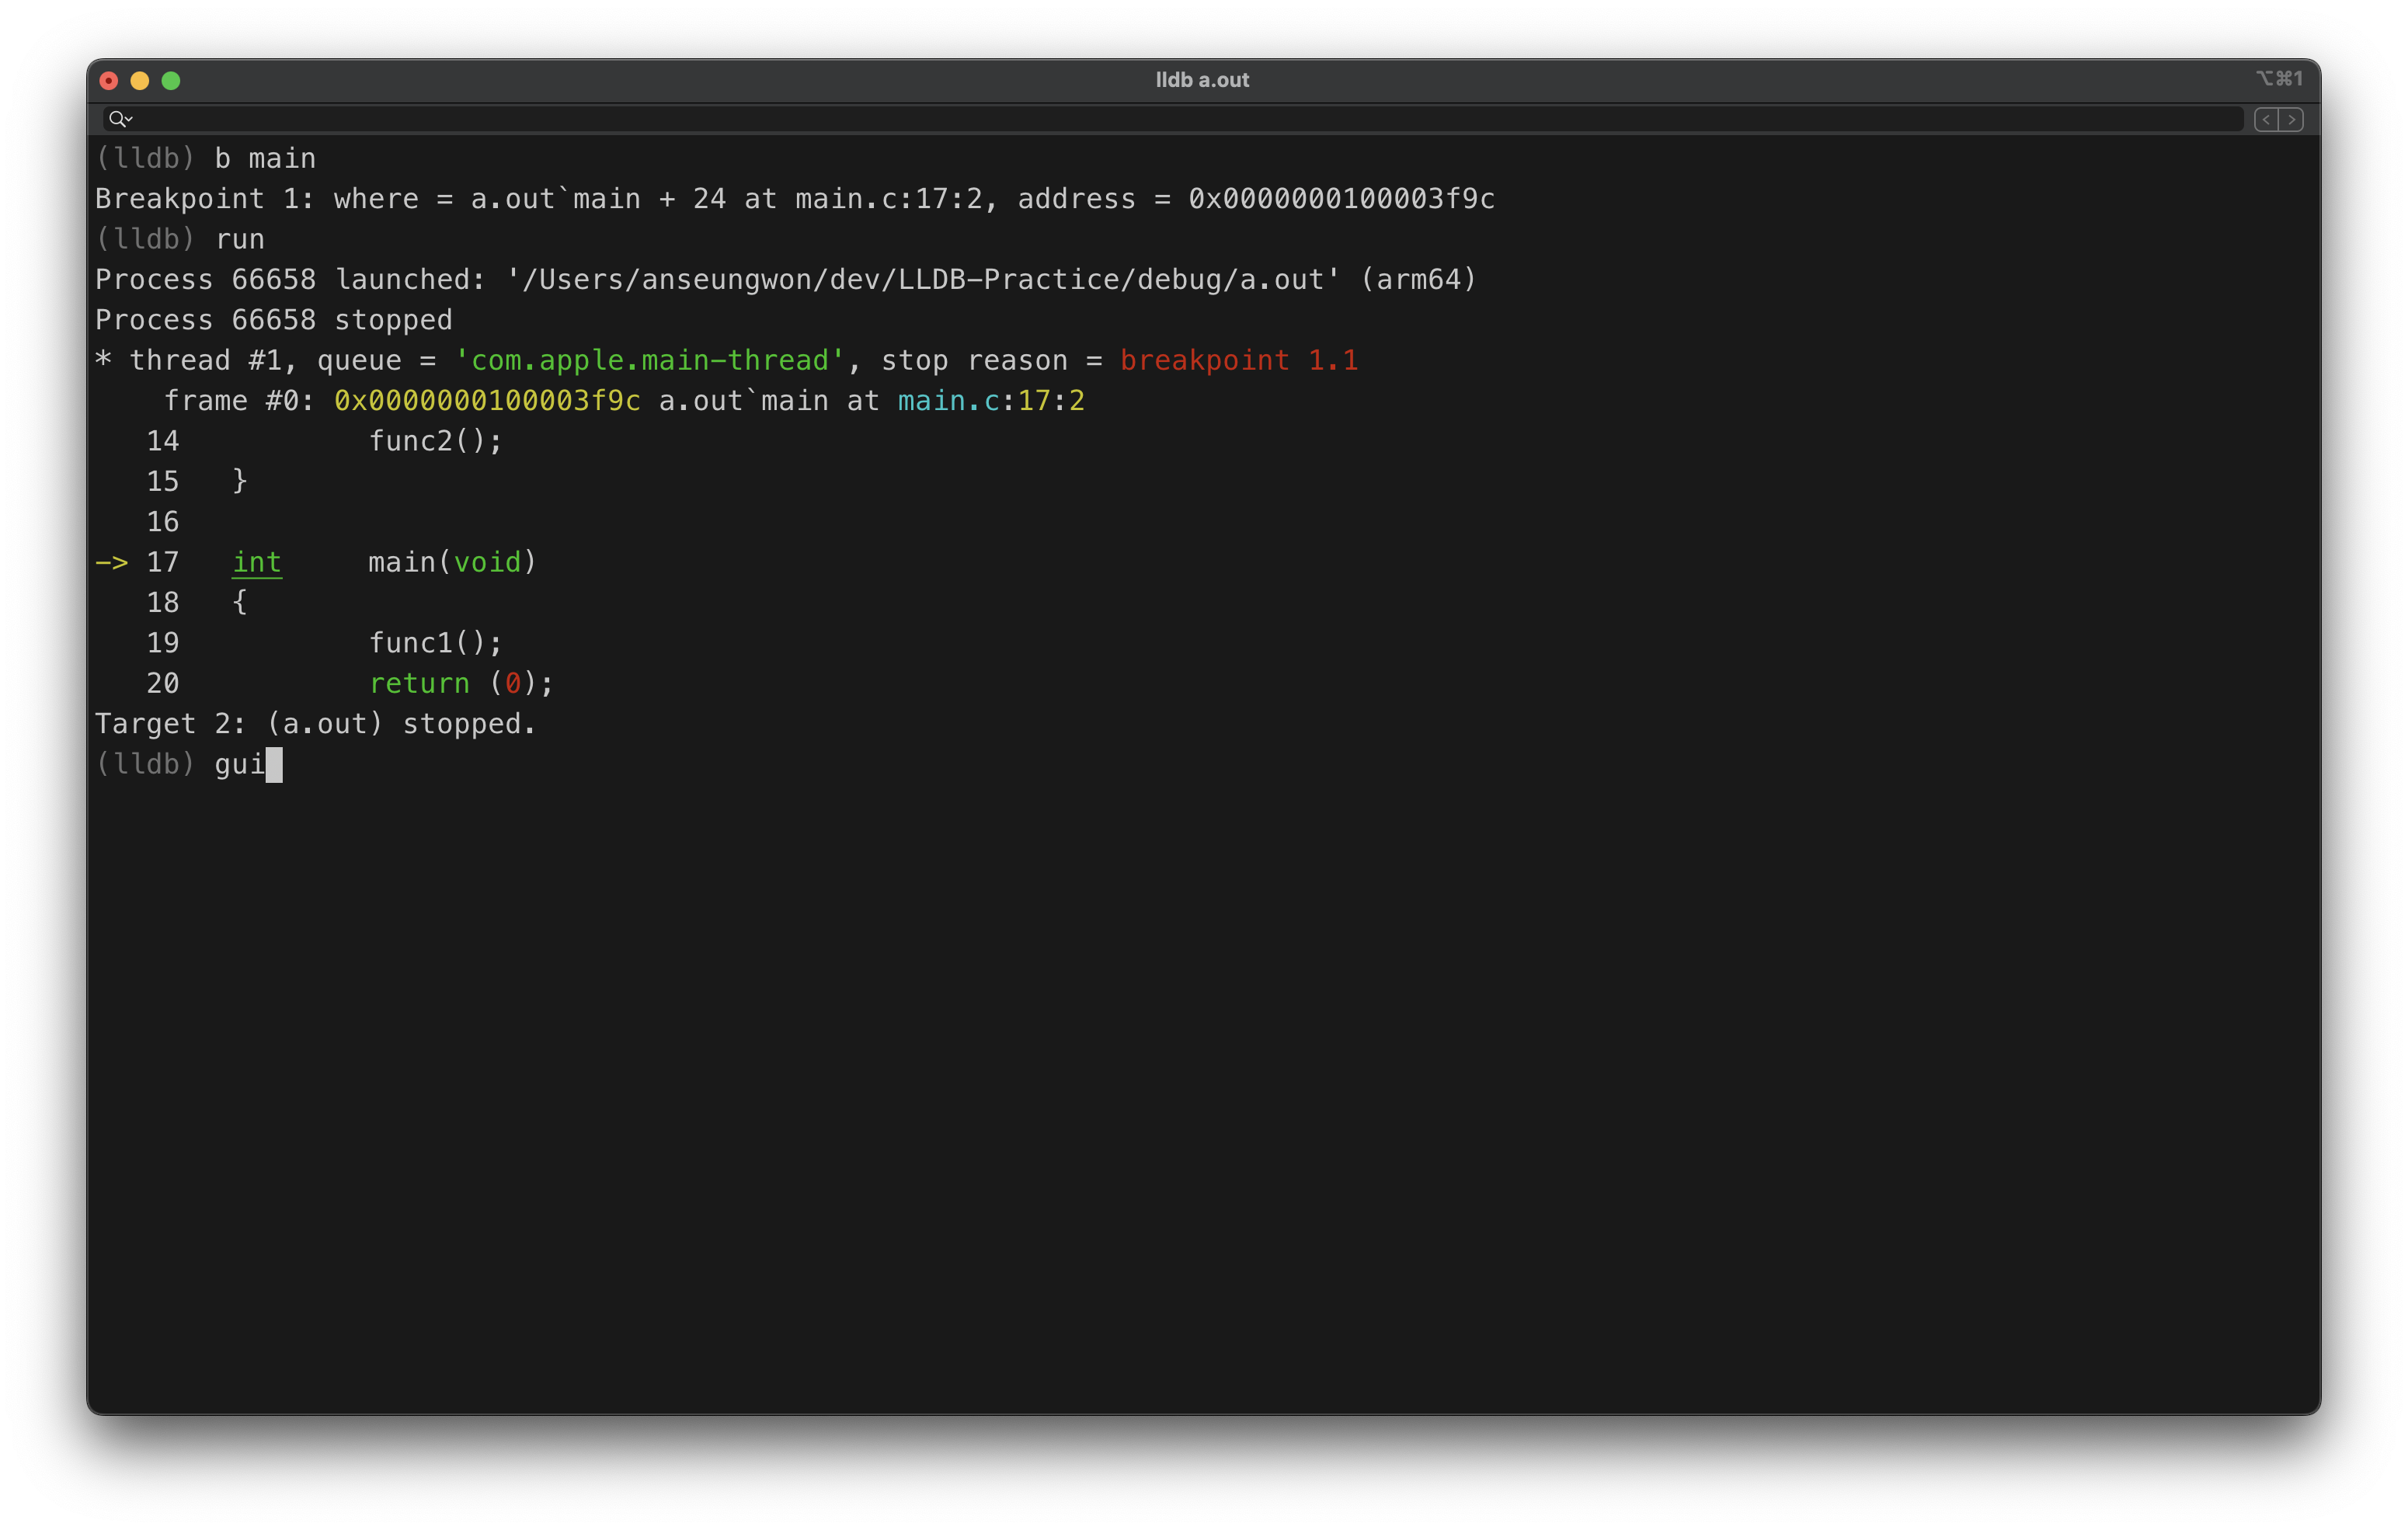 lldb a.out
⌥⌘1
(lldb) b main
Breakpoint 1: where = a.out`main + 24 at main.c:17:2, address = 0x0000000100003f9c
(lldb) run
Process 66658 launched: '/Users/anseungwon/dev/LLDB-Practice/debug/a.out' (arm64)
Process 66658 stopped
* thread #1, queue = 'com.apple.main-thread', stop reason = breakpoint 1.1
    frame #0: 0x0000000100003f9c a.out`main at main.c:17:2
   14  		func2();
   15  	}
   16
-> 17  	int	main(void)
   18  	{
   19  		func1();
   20  		return (0);
Target 2: (a.out) stopped.
(lldb) gui